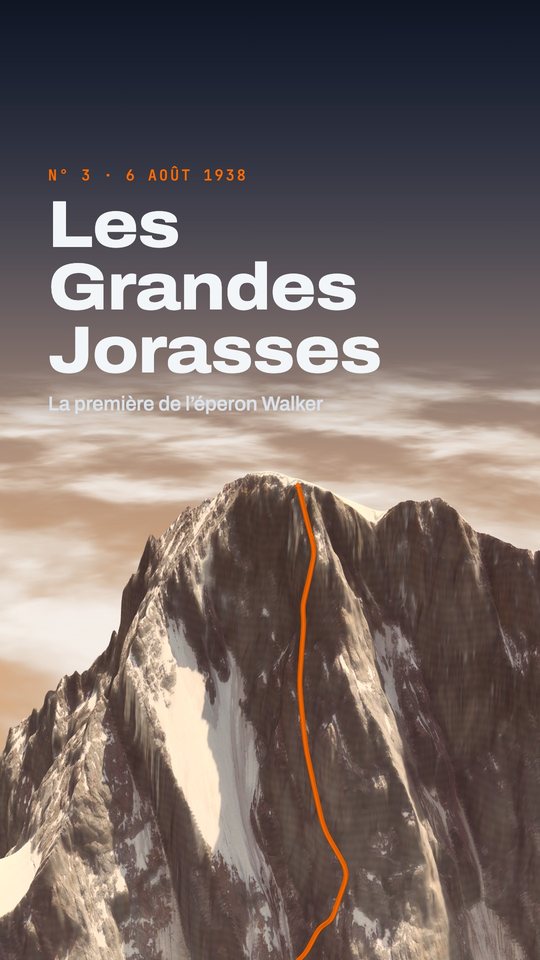 N° 3 · 6 AOÛT 1938
Les
Grandes
Jorasses
La première de l’éperon Walker